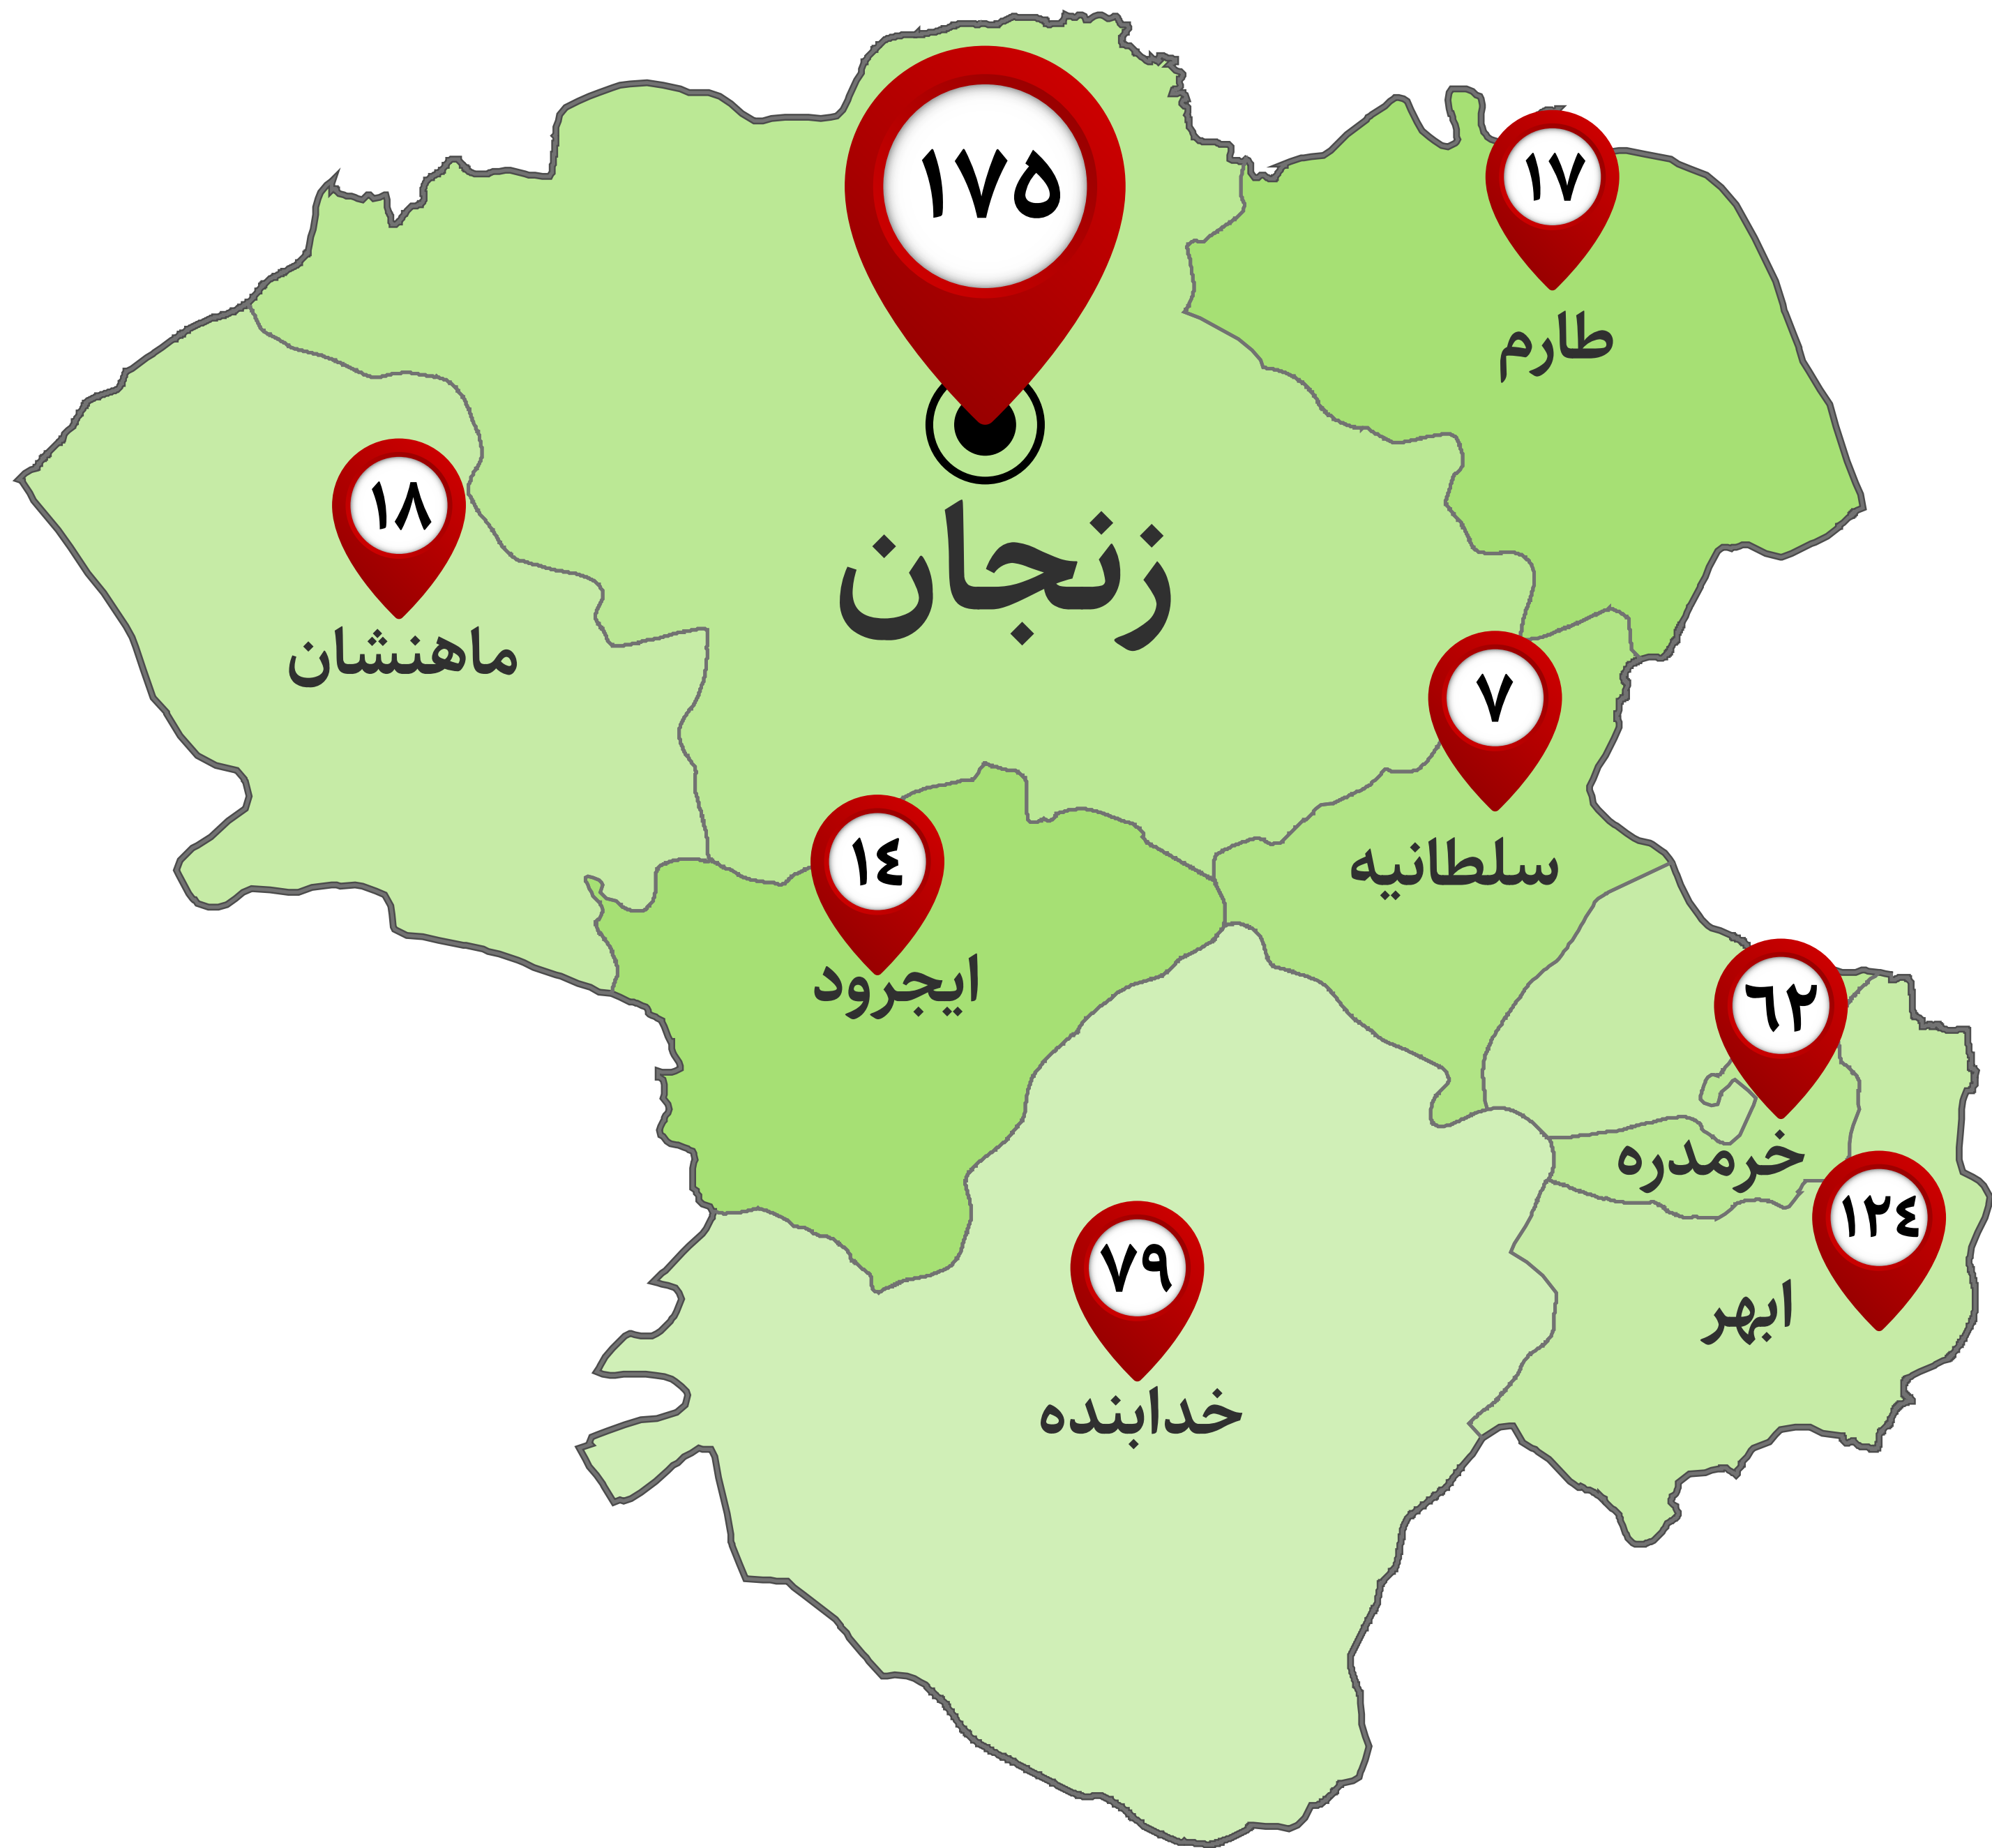 ۱۷۵
زنجان
۱۷
طارم
۱۸
ماهنشان
۷
سلطانیه
۱٤
ایجرود
٦۲
خرمدره
۱۲٤
ابهر
۷۹
خدابنده